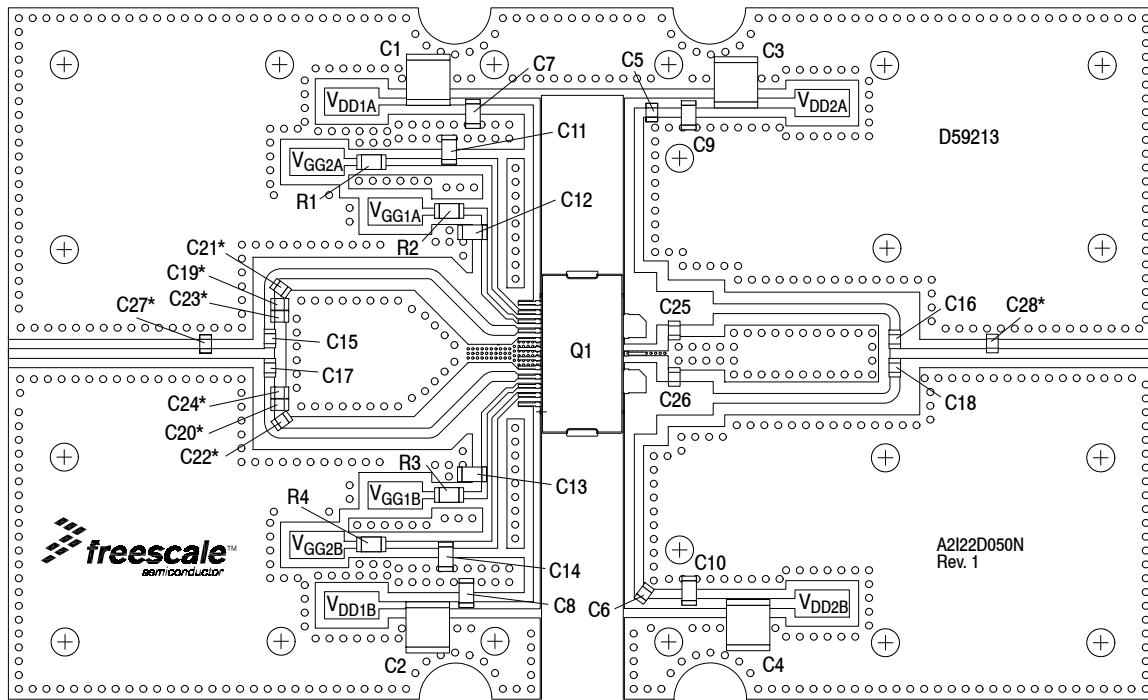 C1
C3
C7
C5
VDD1A
VDD2A
C11
C9
D59213
VGG2A
R1
C12
VGG1A
R2
C21*
C19*
C23*
C27*
C25
C16
C28*
C15
Q1
C17
C24*
C26
C18
C20*
C22*
R3
C13
VGG1B
R4
freescale™
semiconductor
VGG2B
A2I22D050N
Rev. 1
C14
C10
VDD1B
C8
C6
VDD2B
C2
C4